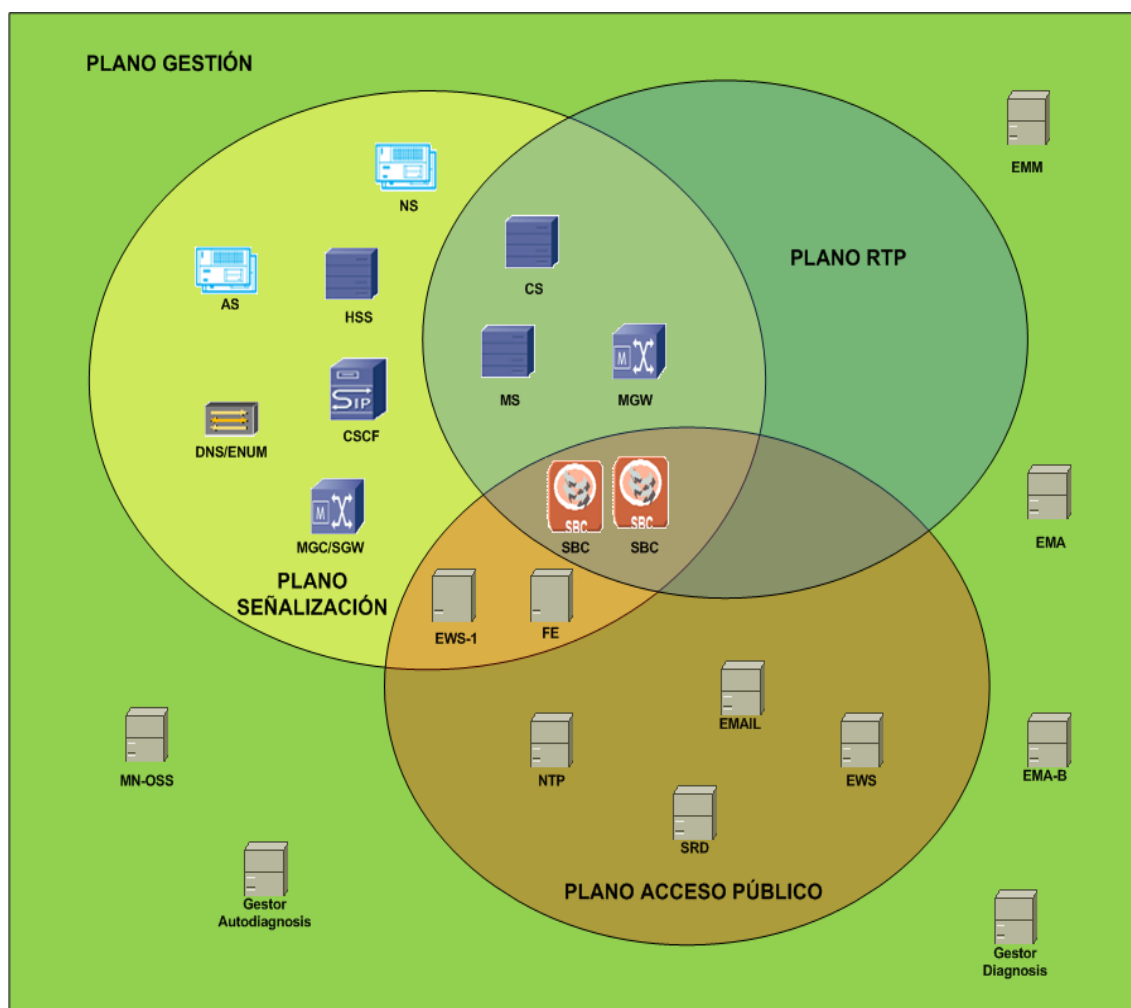 PLANO GESTIÓN
EMM
NS
CS
PLANO RTP
AS
HSS
MS
M
MGW
SIP
DNS/ENUM
CSCF
M
MGC/SGW
SBC
SBC
SBC
SBC
EMA
PLANO
SEÑALIZACIÓN
EWS-1
FE
EMAIL
MN-OSS
NTP
EWS
EMA-B
SRD
PLANO ACCESO PÚBLICO
Gestor
Autodiagnosis
Gestor
Diagnosis